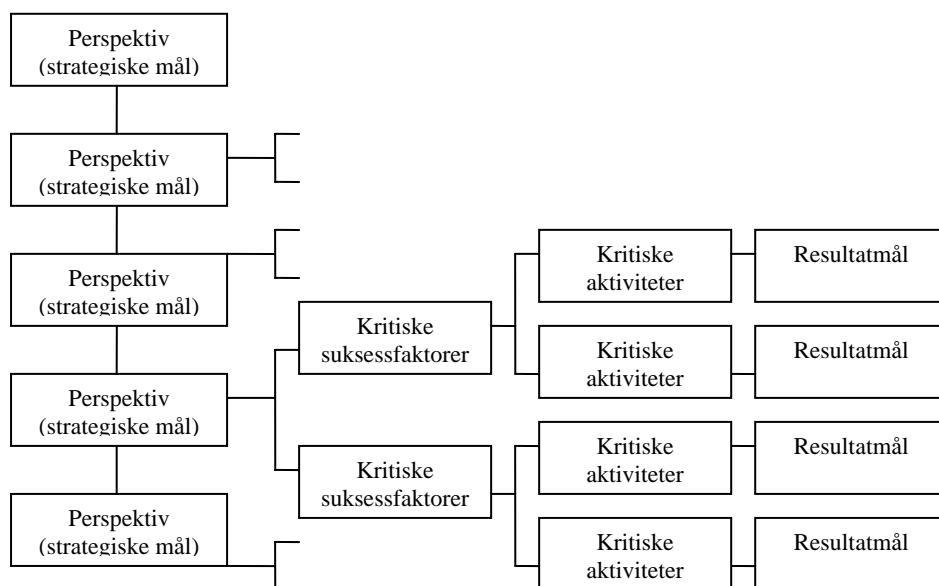 Perspektiv
(strategiske mål)
Perspektiv
(strategiske mål)
Perspektiv
(strategiske mål)
Perspektiv
(strategiske mål)
Perspektiv
(strategiske mål)
Kritiske
suksessfaktorer
Kritiske
suksessfaktorer
Kritiske
aktiviteter
Kritiske
aktiviteter
Kritiske
aktiviteter
Kritiske
aktiviteter
Resultatmål
Resultatmål
Resultatmål
Resultatmål